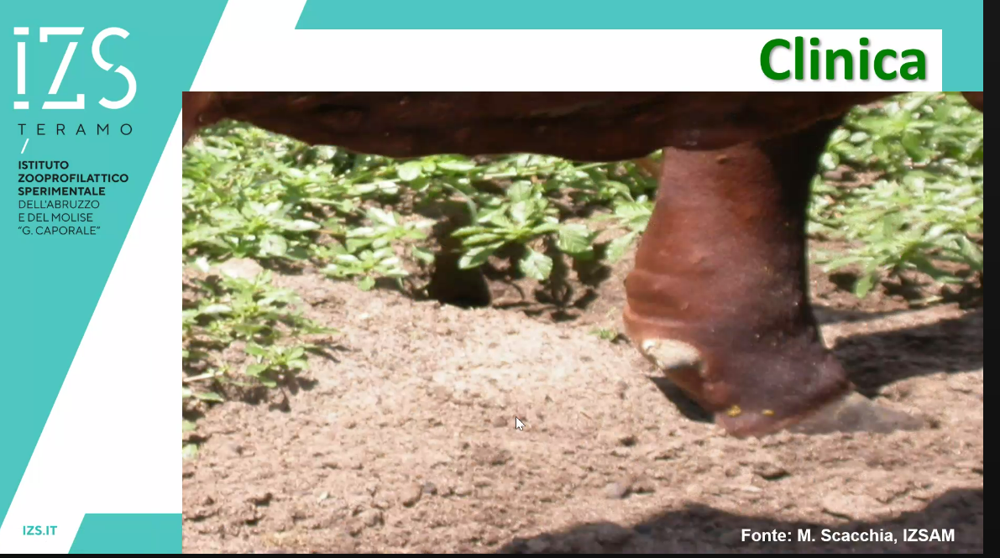 IZS
TERAMO
/
ISTITUTO
ZOOPROFILATTICO
SPERIMENTALE
DELL'ABRUZZO
E DEL MOLISE
"G. CAPORALE"
Clinica
IZS.IT
Fonte: M. Scacchia, IZSAM